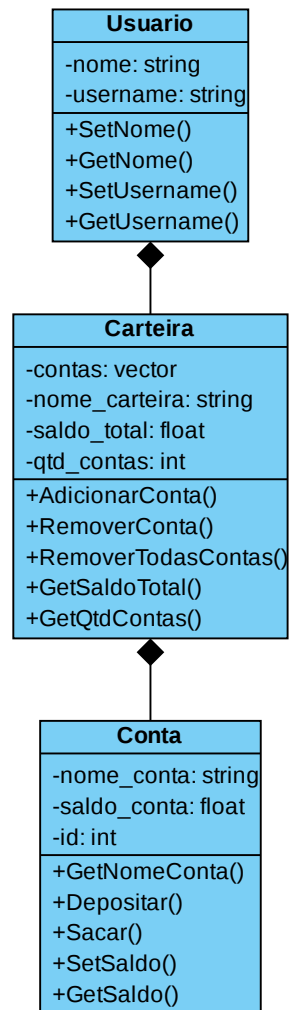 Usuario
-nome: string
-username: string
+SetNome()
+GetNome()
+SetUsername()
+GetUsername()
Carteira
-contas: vector
-nome_carteira: string
-saldo_total: float
-qtd_contas: int
+AdicionarConta()
+RemoverConta()
+RemoverTodasContas()
+GetSaldoTotal()
+GetQtdContas()
Conta
-nome_conta: string
-saldo_conta: float
-id: int
+GetNomeConta()
+Depositar()
+Sacar()
+SetSaldo()
+GetSaldo()